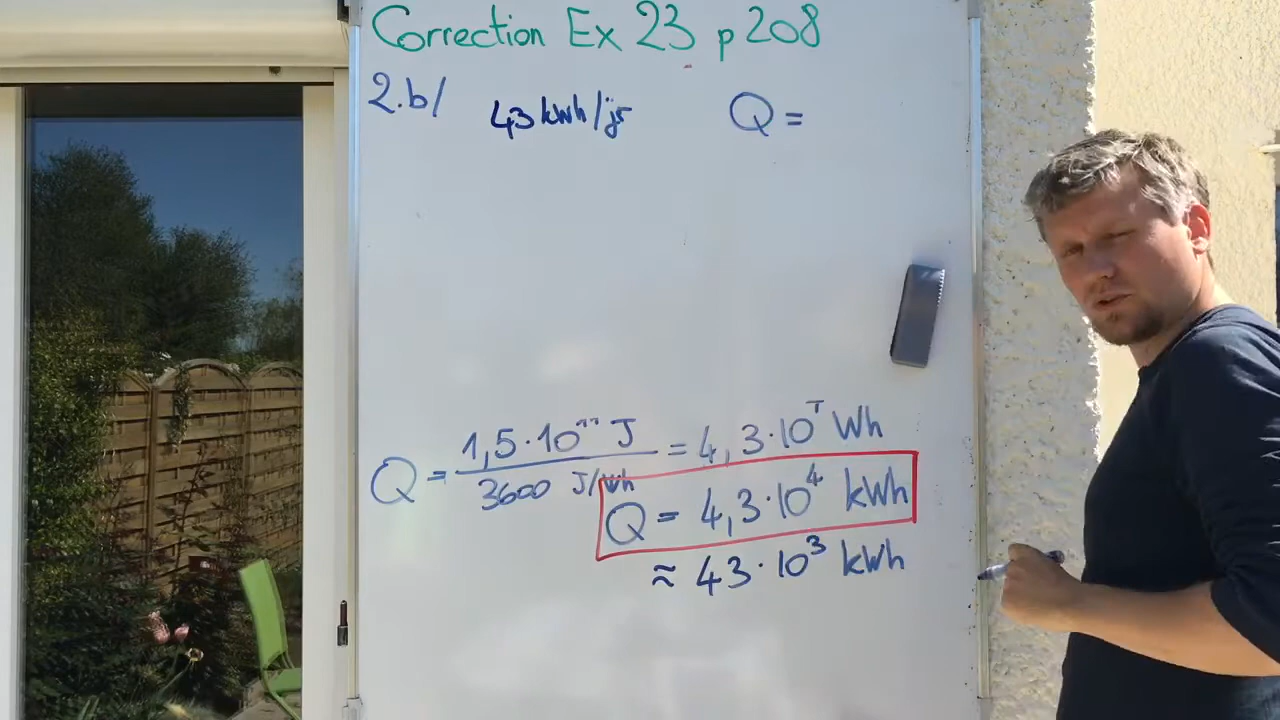 Correction Ex 23 p 208
2.b/ 43 kWh/jr Q =
Q = 1,5·10¹¹ J / 3600 J/Wh = 4,3·10⁷ Wh
Q = 4,3·10⁴ kWh
≈ 43·10³ kWh